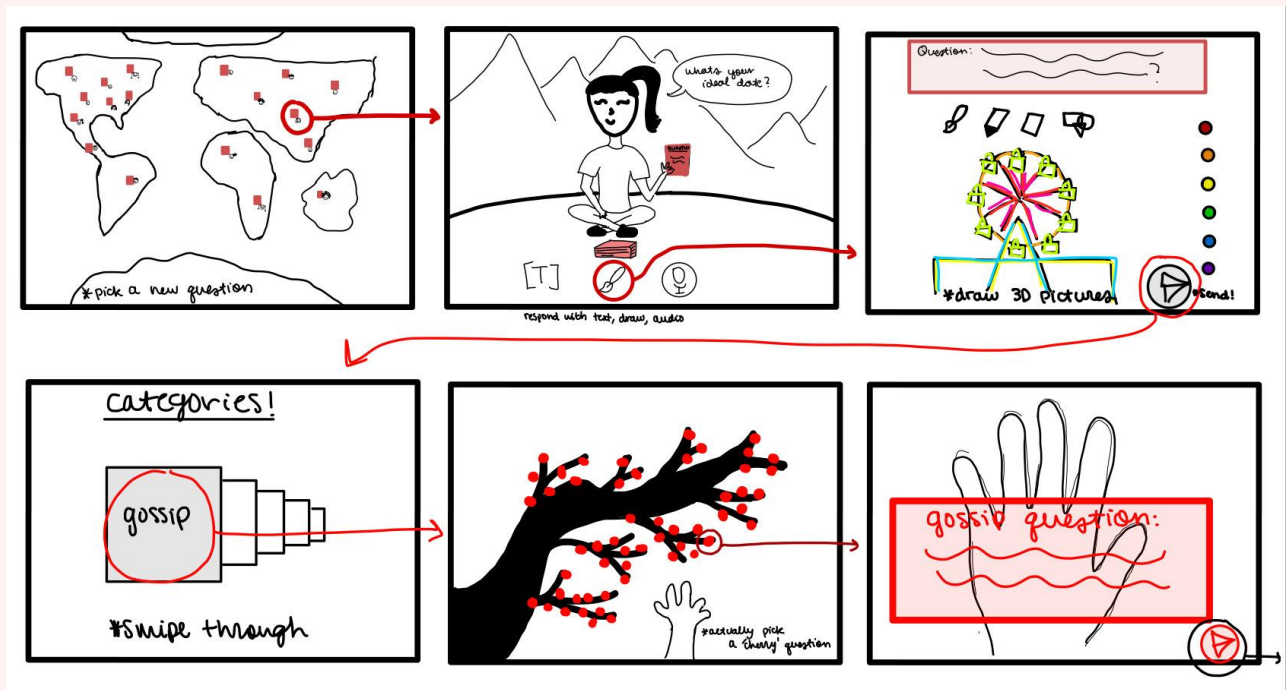 *pick a new question
whats your
ideal date?
[T]
respond with text, draw, audio
Question:
?
*draw 3D pictures
*send!
categories!
gossip
*swipe through
*actually pick
a 'cherry' question
gossip question: